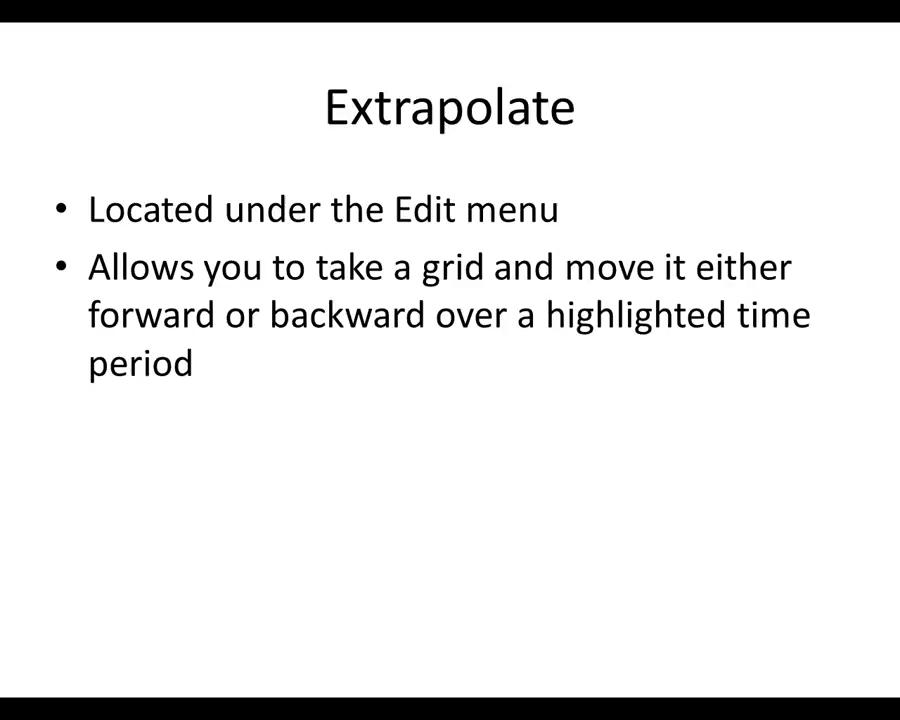 Extrapolate
• Located under the Edit menu
• Allows you to take a grid and move it either
forward or backward over a highlighted time
period